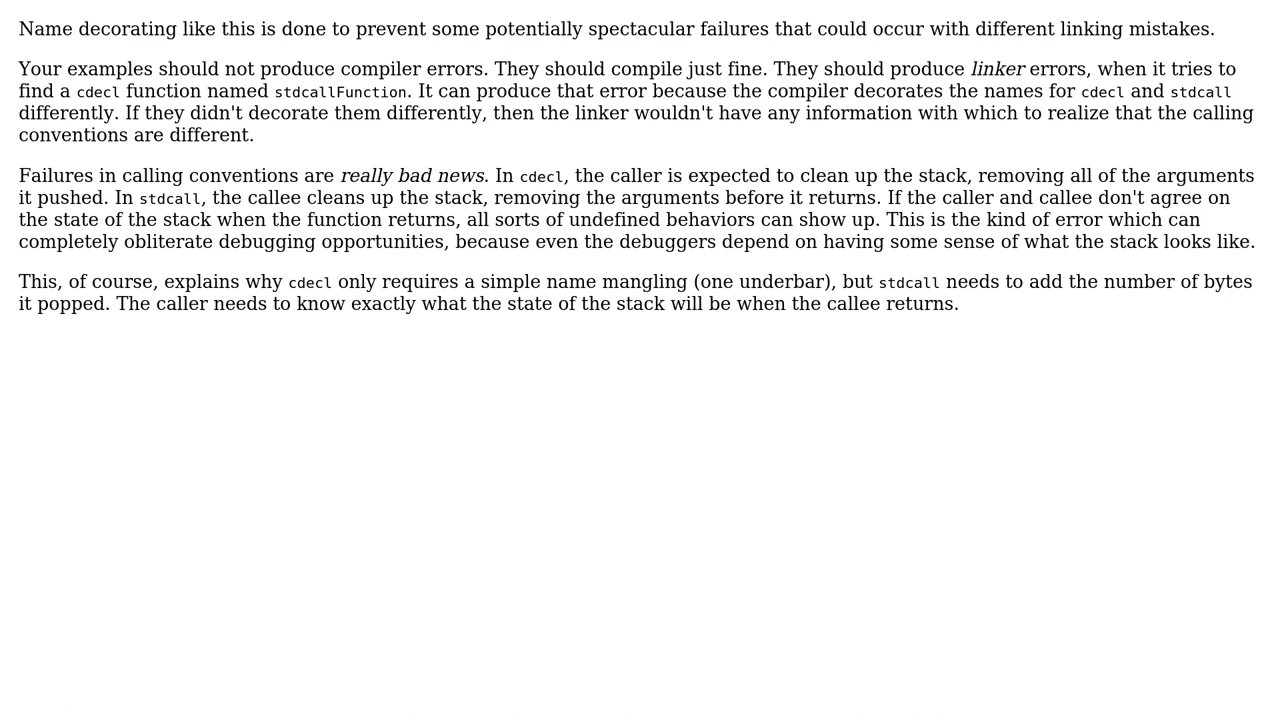 Name decorating like this is done to prevent some potentially spectacular failures that could occur with different linking mistakes.
Your examples should not produce compiler errors. They should compile just fine. They should produce linker errors, when it tries to
find a cdecl function named stdcallFunction. It can produce that error because the compiler decorates the names for cdecl and stdcall
differently. If they didn't decorate them differently, then the linker wouldn't have any information with which to realize that the calling
conventions are different.
Failures in calling conventions are really bad news. In cdecl, the caller is expected to clean up the stack, removing all of the arguments
it pushed. In stdcall, the callee cleans up the stack, removing the arguments before it returns. If the caller and callee don't agree on
the state of the stack when the function returns, all sorts of undefined behaviors can show up. This is the kind of error which can
completely obliterate debugging opportunities, because even the debuggers depend on having some sense of what the stack looks like.
This, of course, explains why cdecl only requires a simple name mangling (one underbar), but stdcall needs to add the number of bytes
it popped. The caller needs to know exactly what the state of the stack will be when the callee returns.